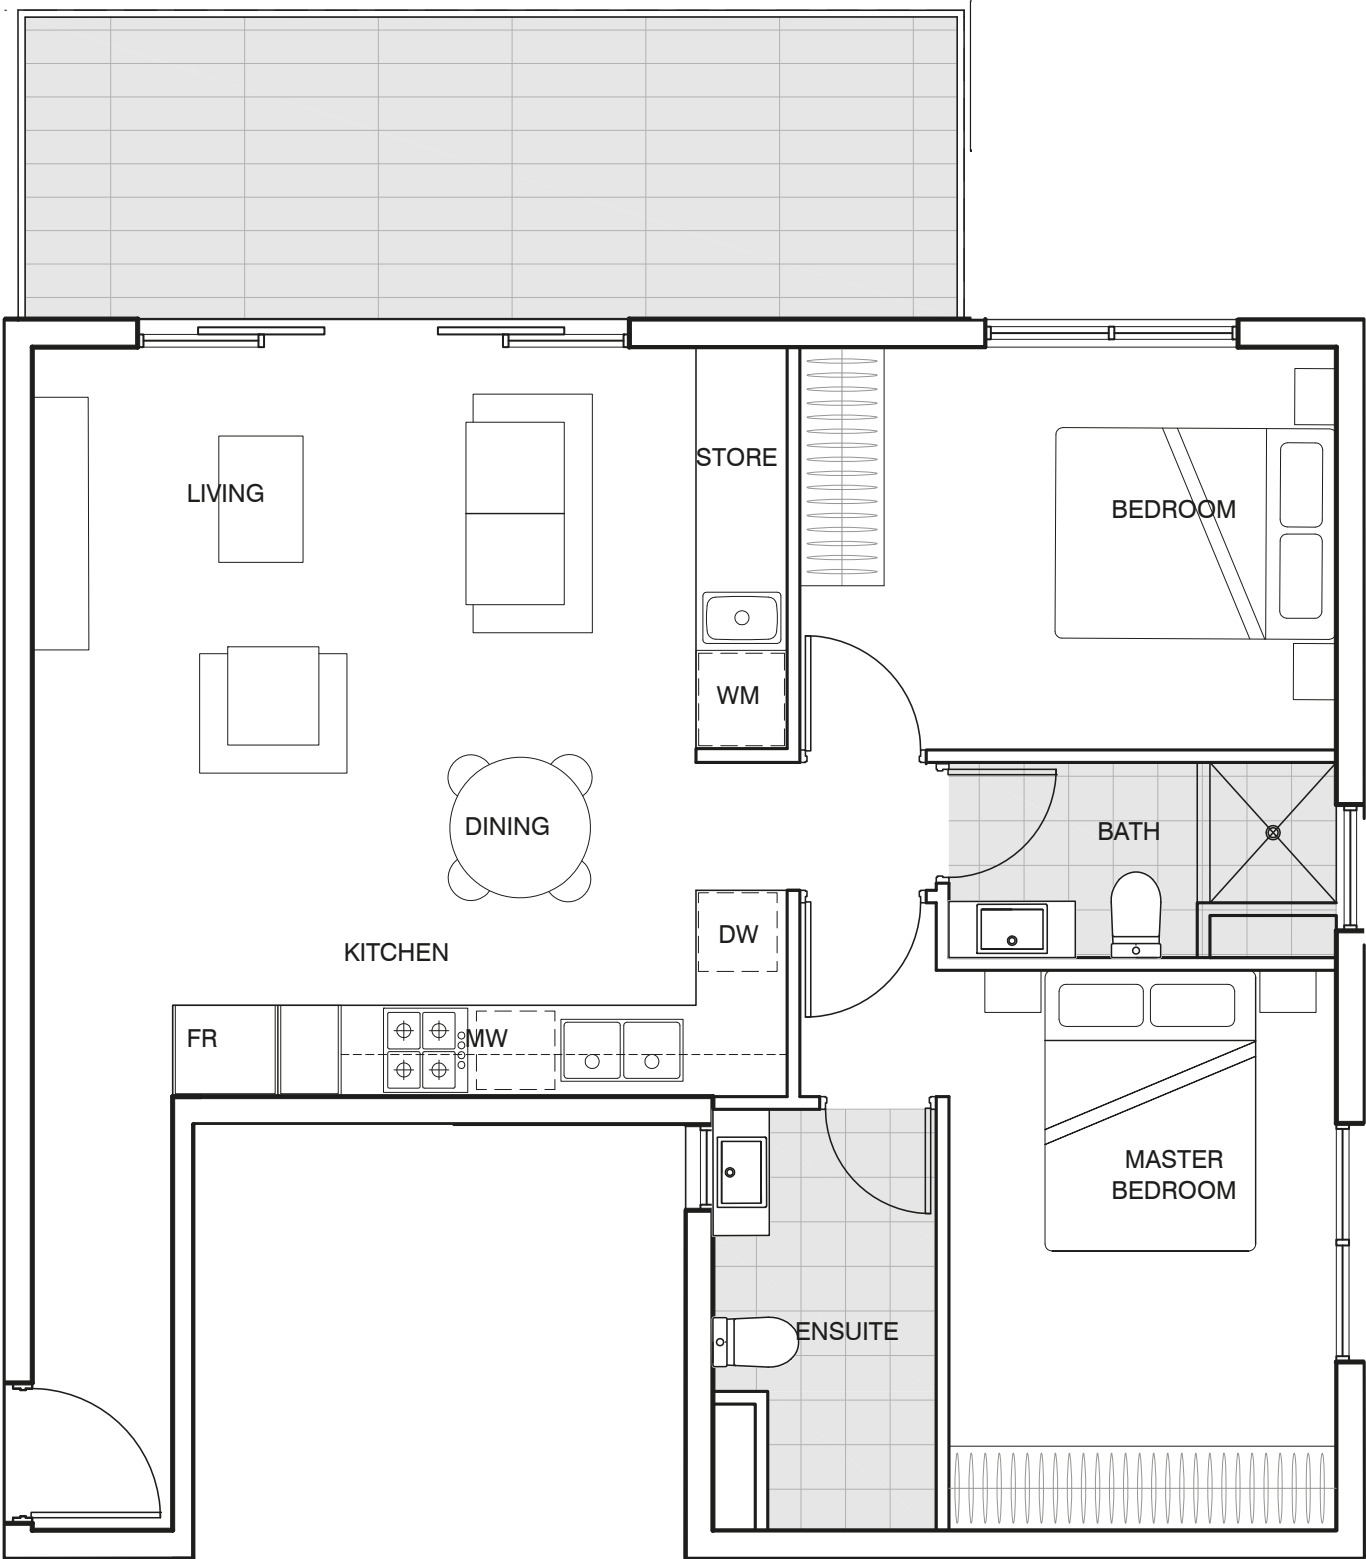 STORE
LIVING
BEDROOM
WM
DINING
BATH
DW
KITCHEN
FR
MW
MASTER
BEDROOM
ENSUITE